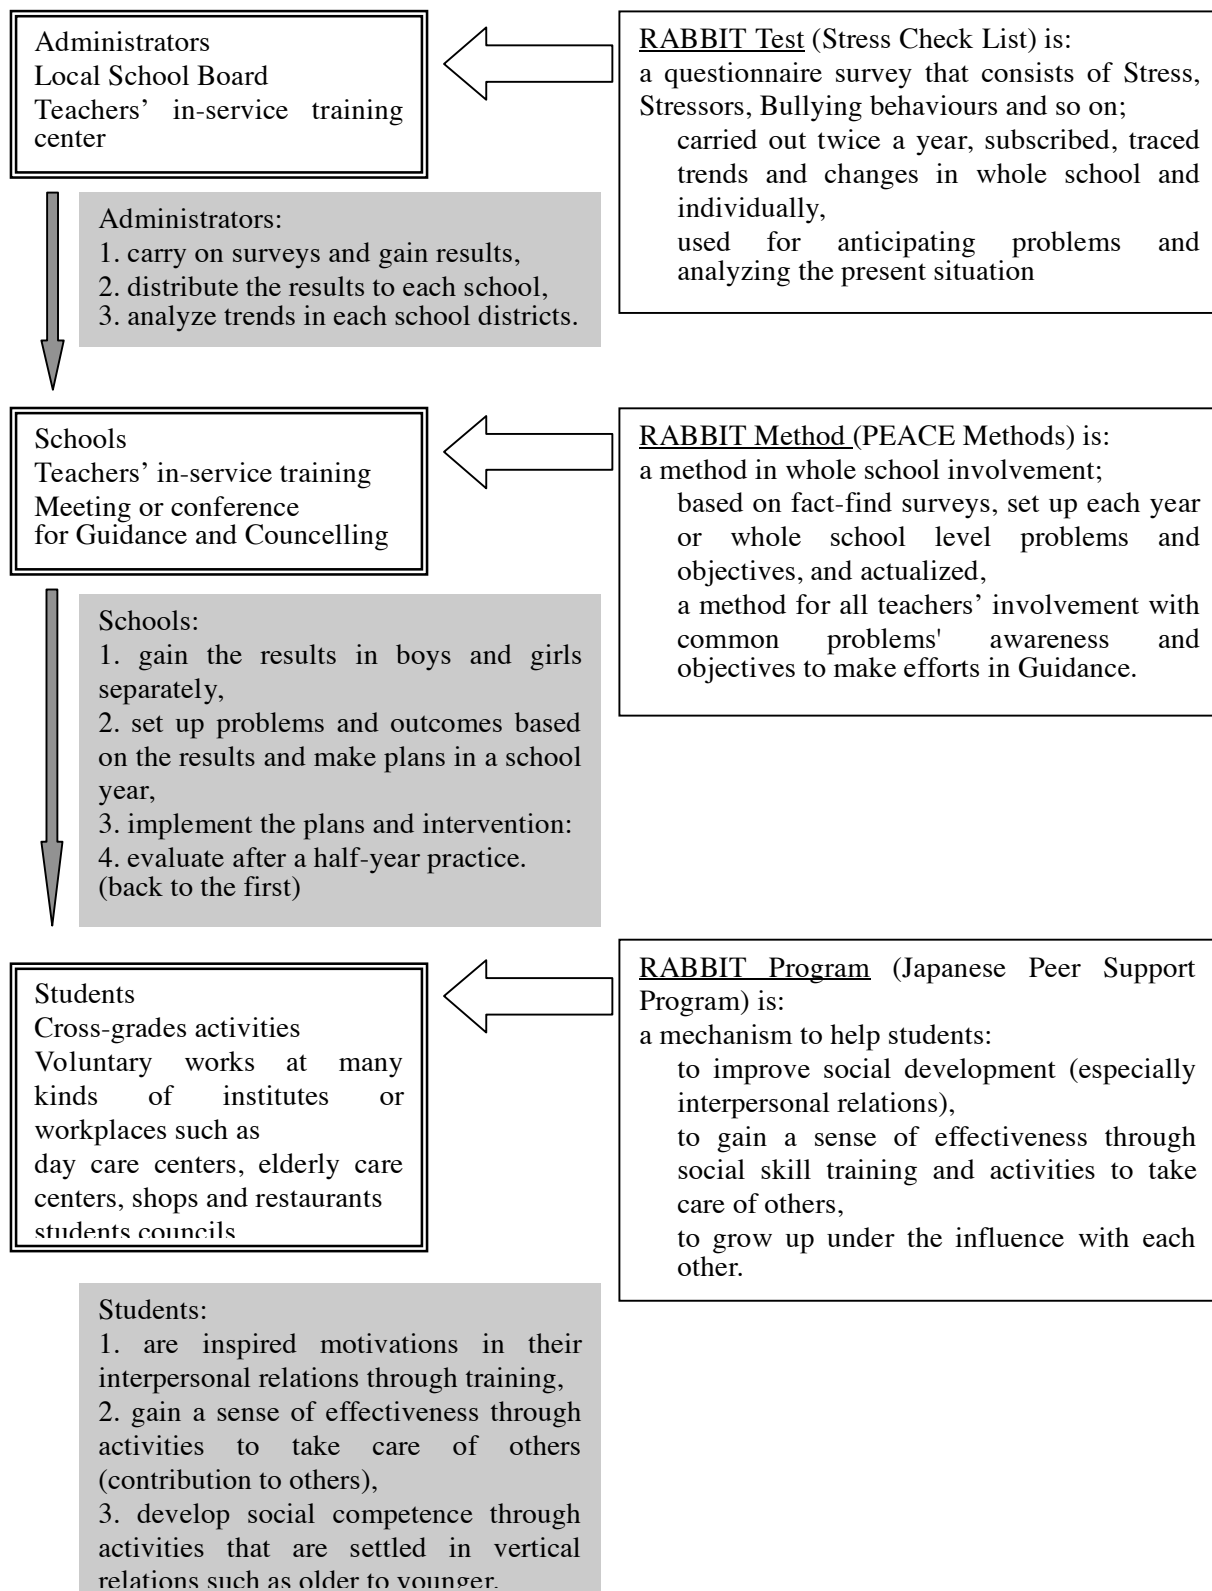 Administrators
Local School Board
Teachers’ in-service training
center
RABBIT Test (Stress Check List) is:
a questionnaire survey that consists of Stress,
Stressors, Bullying behaviours and so on;
carried out twice a year, subscribed, traced
trends and changes in whole school and
individually,
used for anticipating problems and
analyzing the present situation
Administrators:
1. carry on surveys and gain results,
2. distribute the results to each school,
3. analyze trends in each school districts.
Schools
Teachers’ in-service training
Meeting or conference
for Guidance and Councelling
RABBIT Method (PEACE Methods) is:
a method in whole school involvement;
based on fact-find surveys, set up each year
or whole school level problems and
objectives, and actualized,
a method for all teachers’ involvement with
common problems' awareness and
objectives to make efforts in Guidance.
Schools:
1. gain the results in boys and girls
separately,
2. set up problems and outcomes based
on the results and make plans in a school
year,
3. implement the plans and intervention:
4. evaluate after a half-year practice.
(back to the first)
Students
Cross-grades activities
Voluntary works at many
kinds of institutes or
workplaces such as
day care centers, elderly care
centers, shops and restaurants
students councils
RABBIT Program (Japanese Peer Support
Program) is:
a mechanism to help students:
to improve social development (especially
interpersonal relations),
to gain a sense of effectiveness through
social skill training and activities to take
care of others,
to grow up under the influence with each
other.
Students:
1. are inspired motivations in their
interpersonal relations through training,
2. gain a sense of effectiveness through
activities to take care of others
(contribution to others),
3. develop social competence through
activities that are settled in vertical
relations such as older to younger.